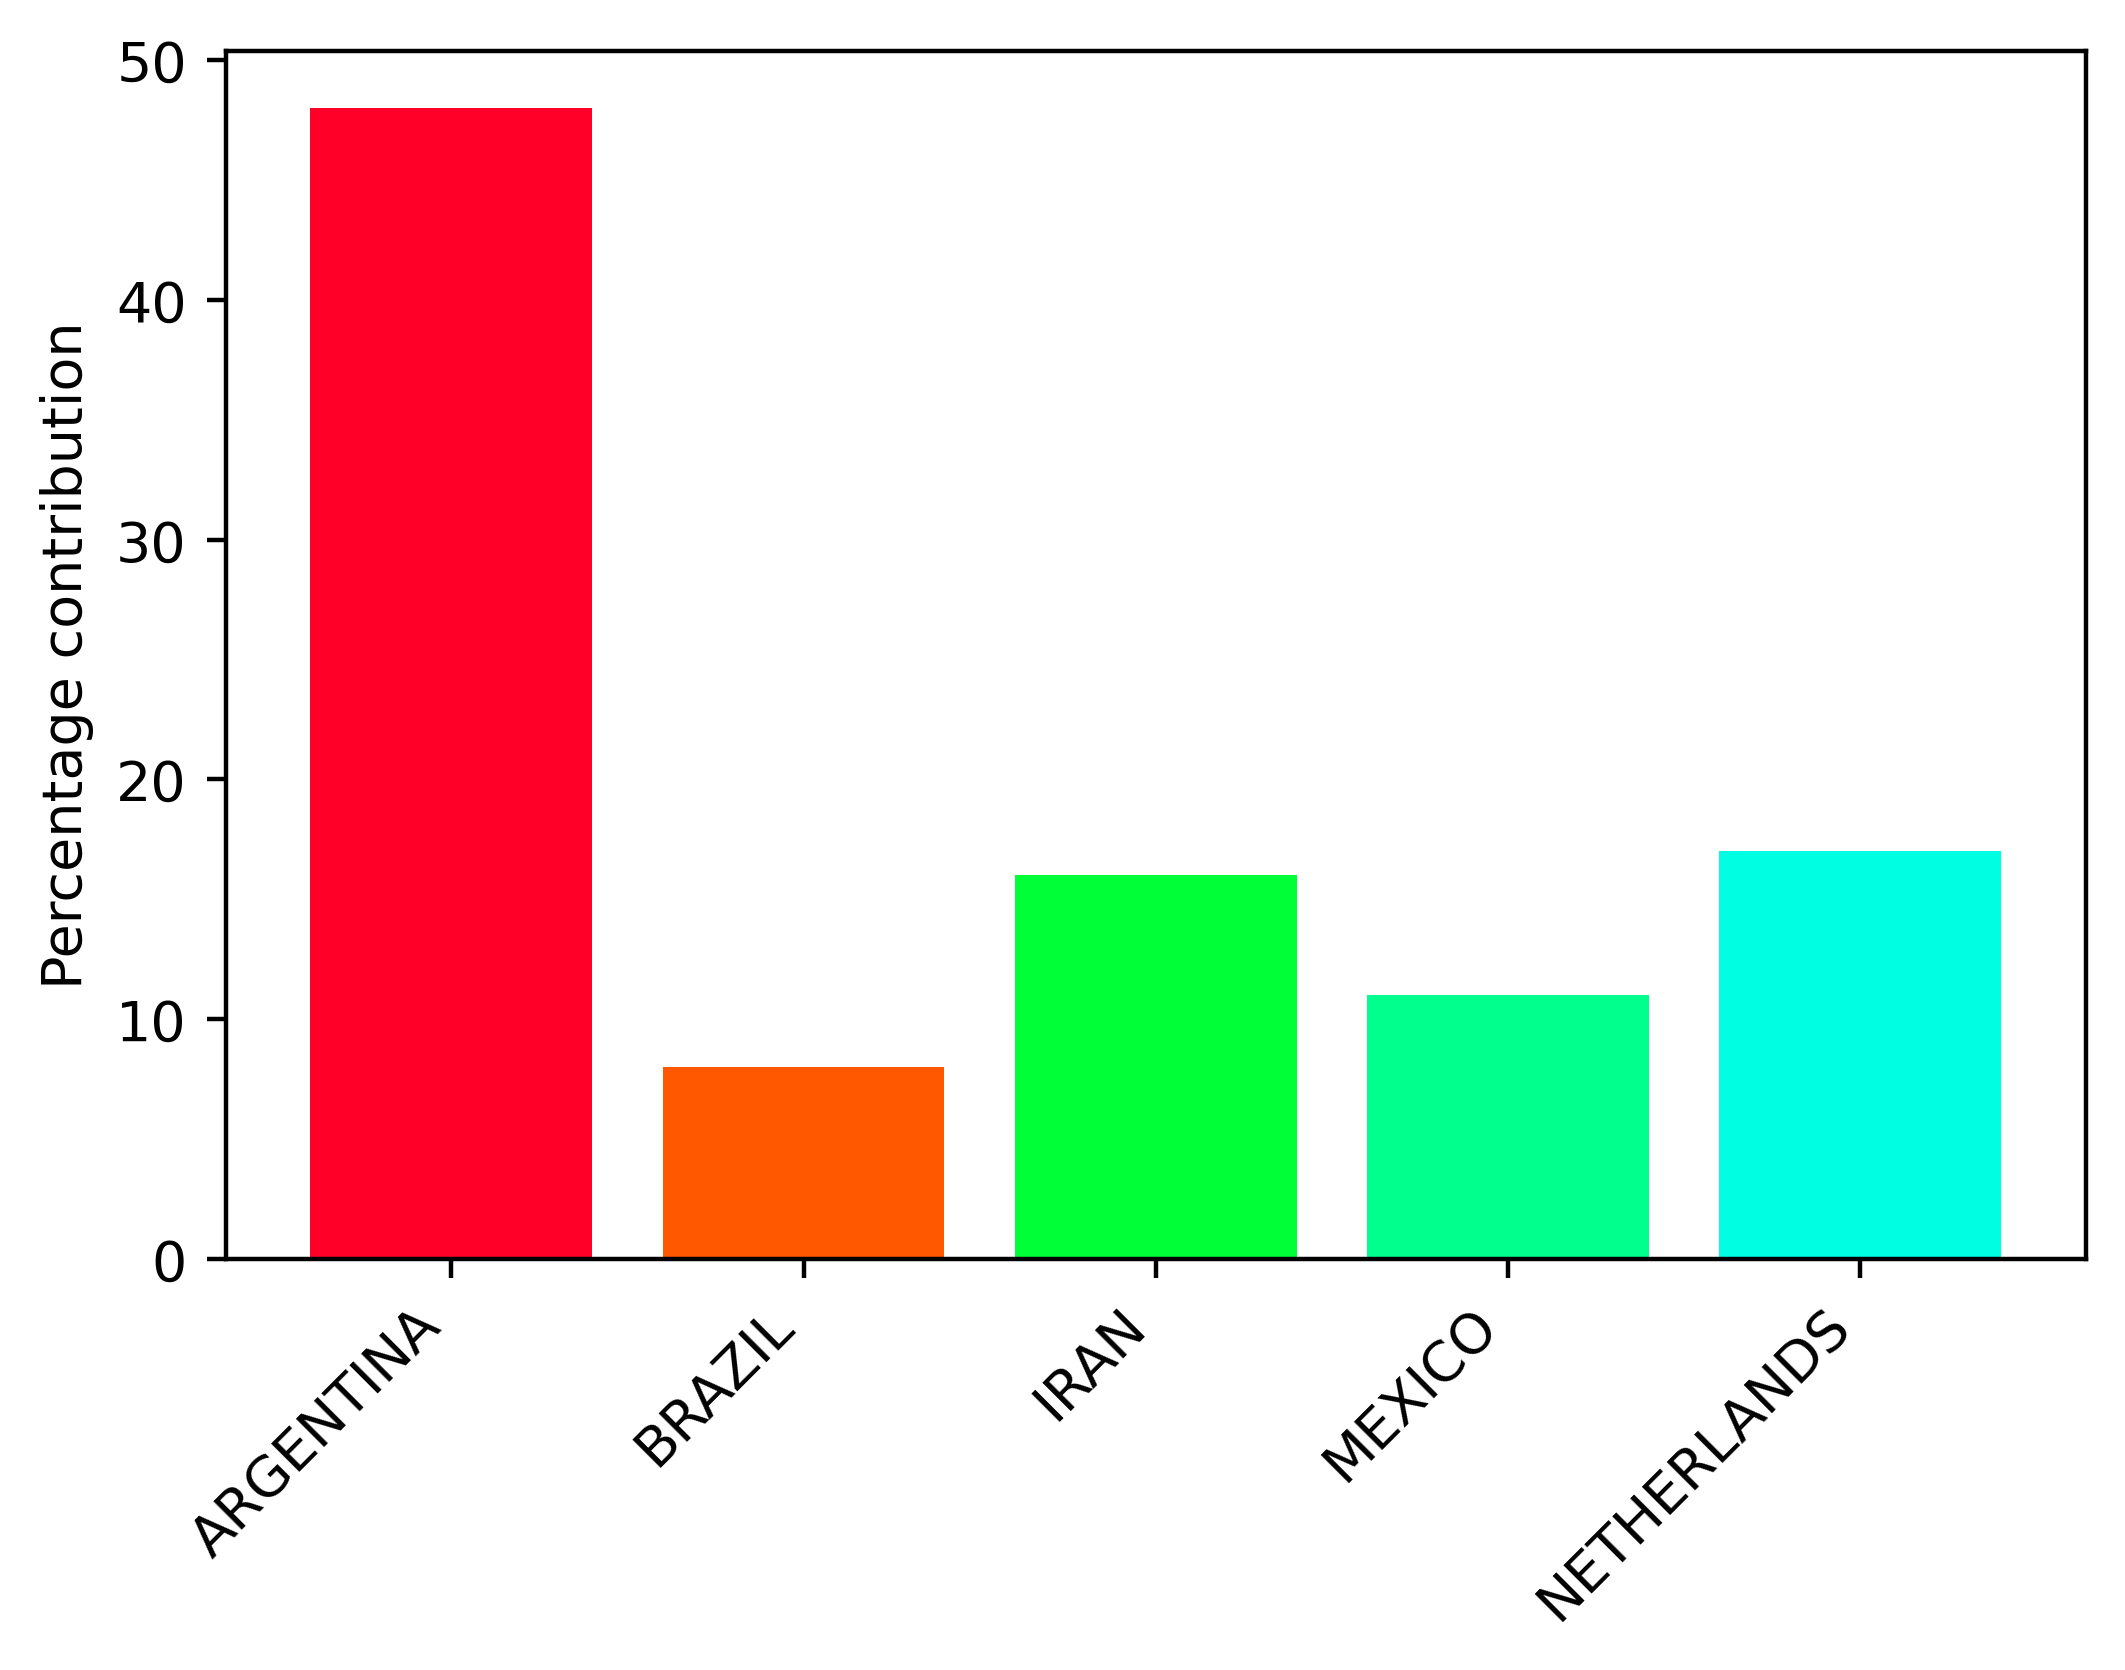 Percentage contribution
50
40
30
20
10
0
ARGENTINA
BRAZIL
IRAN
MEXICO
NETHERLANDS